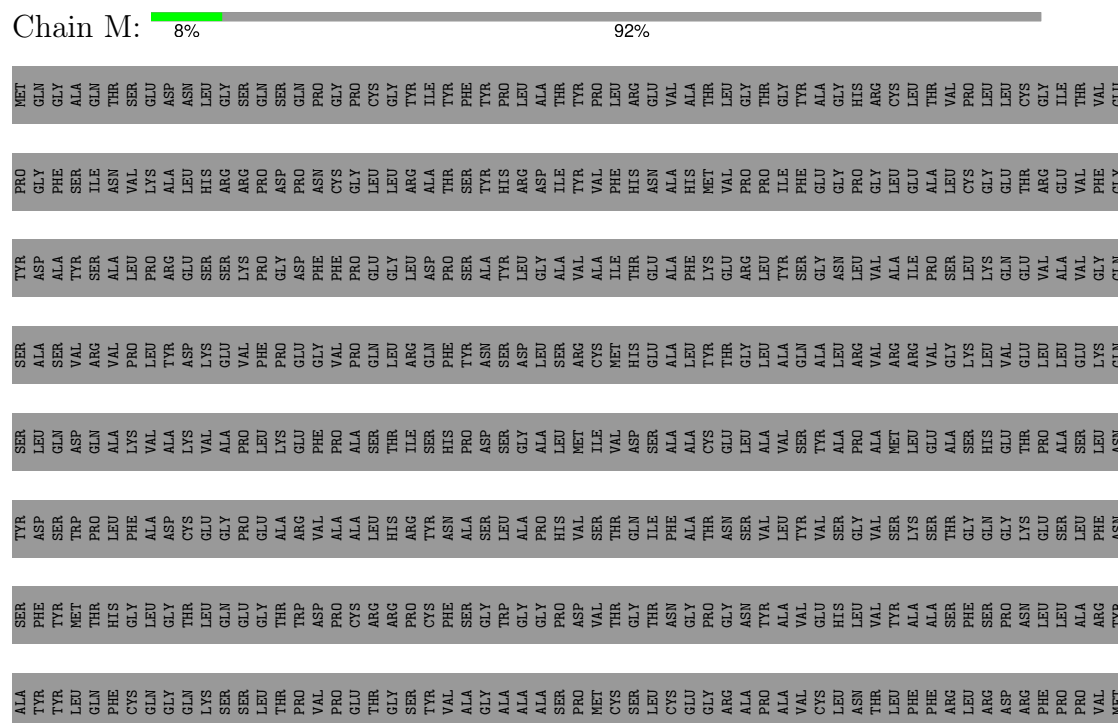 Chain M: 8% 92%
MET GLN GLY ALA GLN THR SER GLU ASP ASN LEU GLY SER GLN SER GLN PRO GLY PRO CYS GLY TYR ILE TYR PHE TYR PRO LEU ALA THR TYR PRO LEU ARG GLU VAL ALA THR LEU GLY THR GLY TYR ALA GLY HIS ARG CYS LEU THR VAL PRO LEU LEU CYS GLY ILE THR VAL GLU
PRO GLY PHE SER ILE ASN VAL LYS ALA LEU HIS ARG ARG PRO ASP PRO ASN CYS GLY LEU LEU ARG ALA THR SER TYR HIS ARG ASP ILE TYR VAL PHE HIS ASN ALA HIS MET VAL PRO PRO ILE PHE GLU GLY PRO GLY LEU GLU ALA LEU CYS GLY GLU THR ARG GLU VAL PHE GLY
TYR ASP ALA TYR SER ALA LEU PRO ARG GLU SER SER LYS PRO GLY ASP PHE PHE PRO GLU GLY LEU ASP PRO SER ALA TYR LEU GLY ALA VAL ALA ILE THR GLU ALA PHE LYS GLU ARG LEU TYR SER GLY ASN LEU VAL ALA ILE PRO SER LEU LYS GLN GLU VAL ALA VAL GLY GLN
SER ALA SER VAL ARG VAL PRO LEU TYR ASP LYS GLU VAL PHE PRO GLU GLY VAL PRO GLN LEU ARG GLN PHE TYR ASN SER ASP LEU SER ARG CYS MET HIS GLU ALA LEU TYR THR GLY LEU ALA GLN ALA LEU ARG VAL ARG ARG VAL GLY LYS LEU VAL GLU LEU LEU GLU LYS GLN
SER LEU GLN ASP GLN ALA LYS VAL ALA LYS VAL ALA PRO LEU LYS GLU PHE PRO ALA SER THR ILE SER HIS PRO ASP SER GLY ALA LEU MET ILE VAL ASP SER ALA ALA CYS GLU LEU ALA VAL SER TYR ALA PRO ALA MET LEU GLU ALA SER HIS GLU THR PRO ALA SER LEU ASN
TYR ASP SER TRP PRO LEU PHE ALA ASP CYS GLU GLY PRO GLU ALA ARG VAL ALA ALA LEU HIS ARG TYR ASN ALA SER LEU ALA PRO HIS VAL SER THR GLN ILE PHE ALA THR ASN SER VAL LEU TYR VAL SER GLY VAL SER LYS SER THR GLY GLN GLY LYS GLU SER LEU PHE ASN
SER PHE TYR MET THR HIS GLY LEU GLY THR LEU GLN GLU GLY THR TRP ASP PRO CYS ARG ARG PRO CYS PHE SER GLY TRP GLY GLY PRO ASP VAL THR GLY THR ASN GLY PRO GLY ASN TYR ALA VAL GLU HIS LEU VAL TYR ALA ALA SER PHE SER PRO ASN LEU LEU ALA ARG TYR
ALA TYR TYR LEU GLN PHE CYS GLN GLY GLN LYS SER SER LEU THR PRO VAL PRO GLU THR GLY SER TYR VAL ALA GLY ALA ALA ALA SER PRO MET CYS SER LEU CYS GLU GLY ARG ALA PRO ALA VAL CYS LEU ASN THR LEU PHE PHE ARG LEU ARG ASP ARG PHE PRO PRO VAL MET